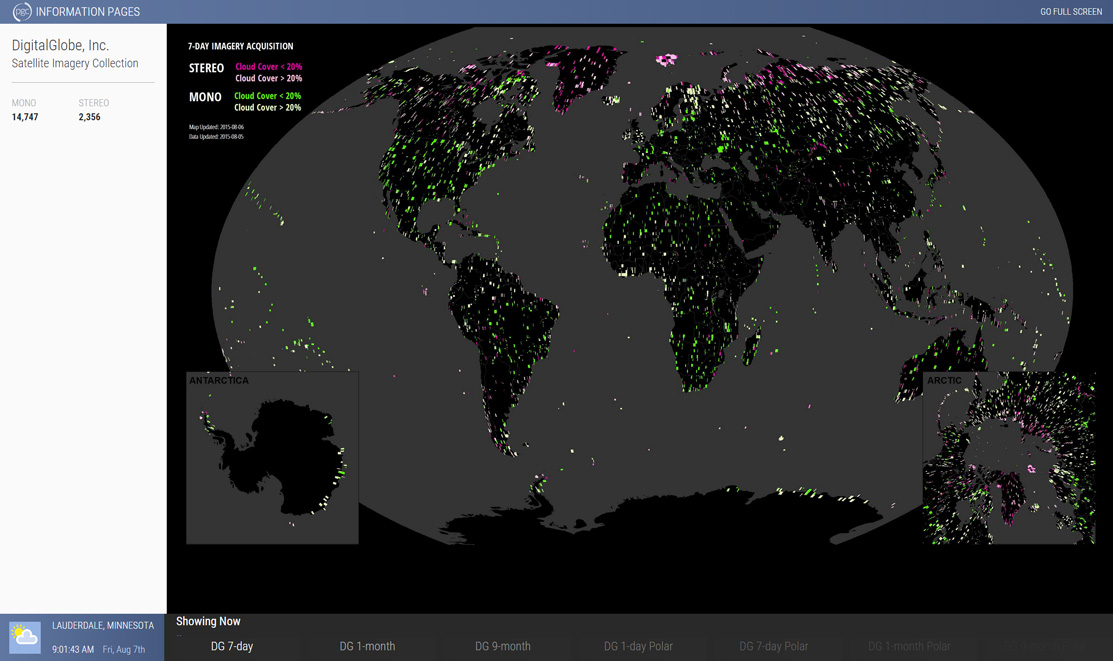 pgc INFORMATION PAGES
GO FULL SCREEN
DigitalGlobe, Inc.
Satellite Imagery Collection
MONO STEREO
14,747 2,356
7-DAY IMAGERY ACQUISITION
STEREO Cloud Cover < 20%
Cloud Cover > 20%
MONO Cloud Cover < 20%
Cloud Cover > 20%
Map Updated: 2015-08-06
Data Updated: 2015-08-05
ANTARCTICA
ARCTIC
LAUDERDALE, MINNESOTA
9:01:43 AM Fri, Aug 7th
Showing Now
DG 7-day DG 1-month DG 9-month DG 1-day Polar DG 7-day Polar DG 1-month Polar